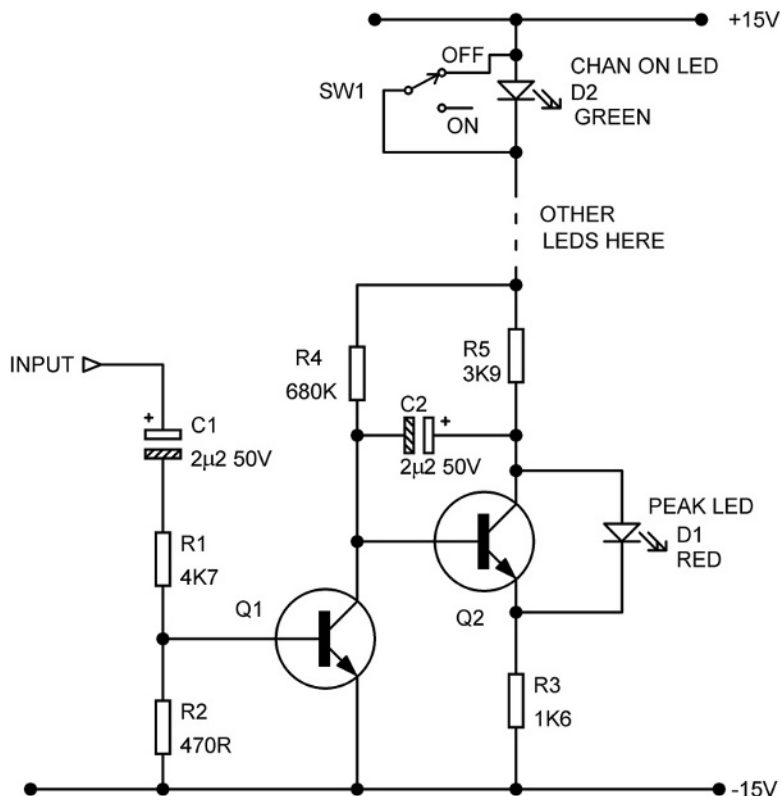 +15V
OFF
SW1
ON
CHAN ON LED
D2
GREEN
OTHER
LEDS HERE
INPUT
R4
680K
R5
3K9
+
C1
2µ2 50V
C2
+
2µ2 50V
R1
4K7
PEAK LED
D1
RED
Q1
Q2
R2
470R
R3
1K6
-15V